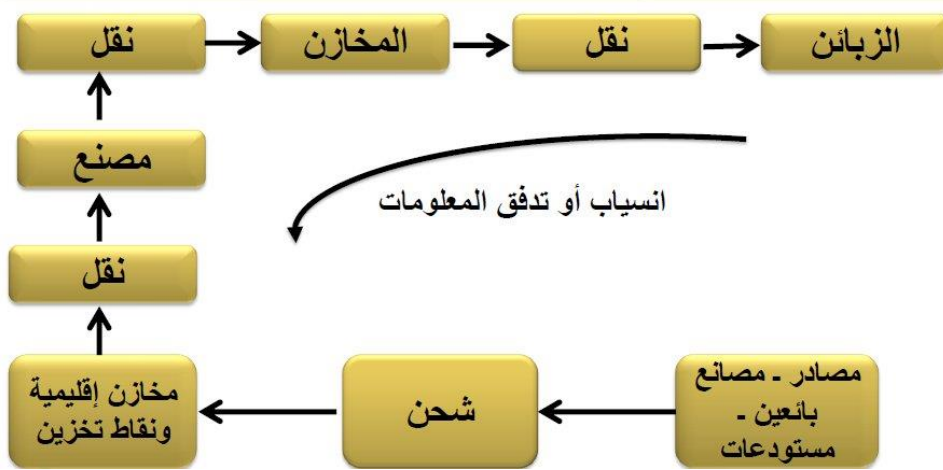 نقل
المخازن
نقل
الزبائن
مصنع
انسياب أو تدفق المعلومات
نقل
مخازن إقليمية
ونقاط تخزين
شحن
مصادر ـ مصانع
بائعين ـ
مستودعات